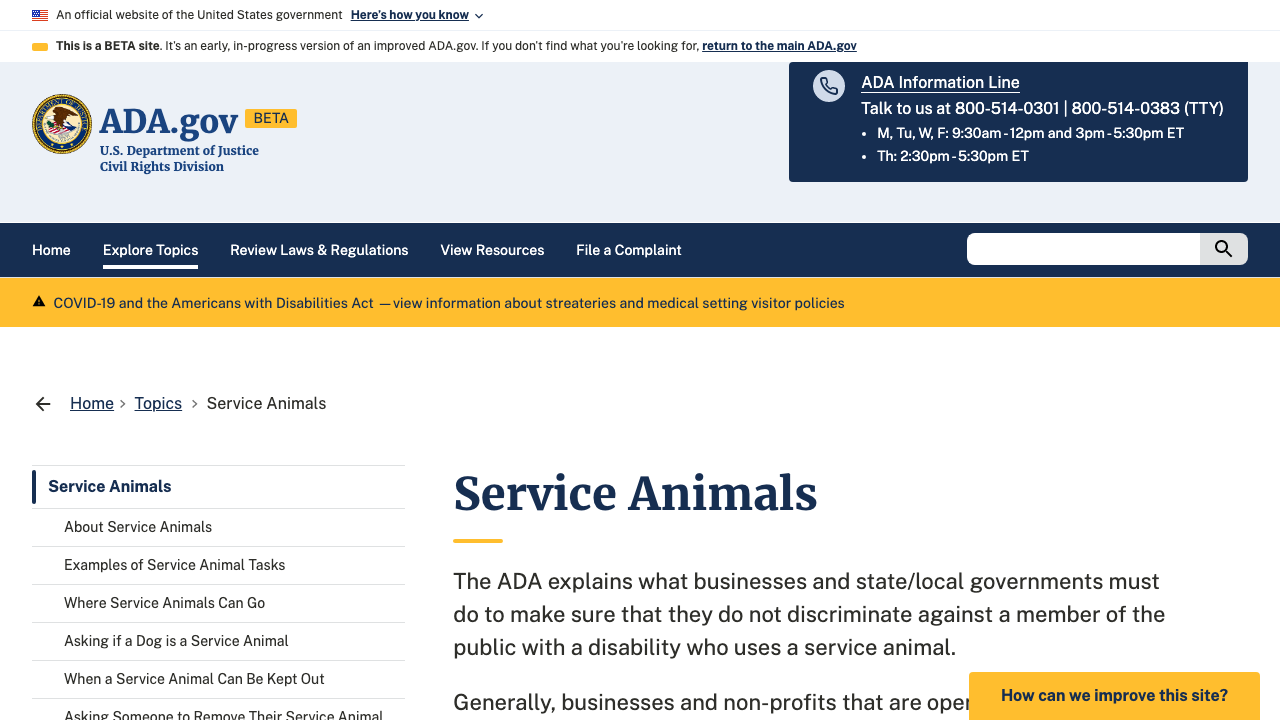 An official website of the United States government Here's how you know
This is a BETA site. It's an early, in-progress version of an improved ADA.gov. If you don't find what you're looking for, return to the main ADA.gov
ADA.gov BETA
U.S. Department of Justice
Civil Rights Division
ADA Information Line
Talk to us at 800-514-0301 | 800-514-0383 (TTY)
• M, Tu, W, F: 9:30am - 12pm and 3pm - 5:30pm ET
• Th: 2:30pm - 5:30pm ET
Home Explore Topics Review Laws & Regulations View Resources File a Complaint
COVID-19 and the Americans with Disabilities Act —view information about streateries and medical setting visitor policies
Home > Topics > Service Animals
Service Animals
About Service Animals
Examples of Service Animal Tasks
Where Service Animals Can Go
Asking if a Dog is a Service Animal
When a Service Animal Can Be Kept Out
Asking Someone to Remove Their Service Animal
Service Animals
The ADA explains what businesses and state/local governments must
do to make sure that they do not discriminate against a member of the
public with a disability who uses a service animal.
Generally, businesses and non-profits that are open
How can we improve this site?